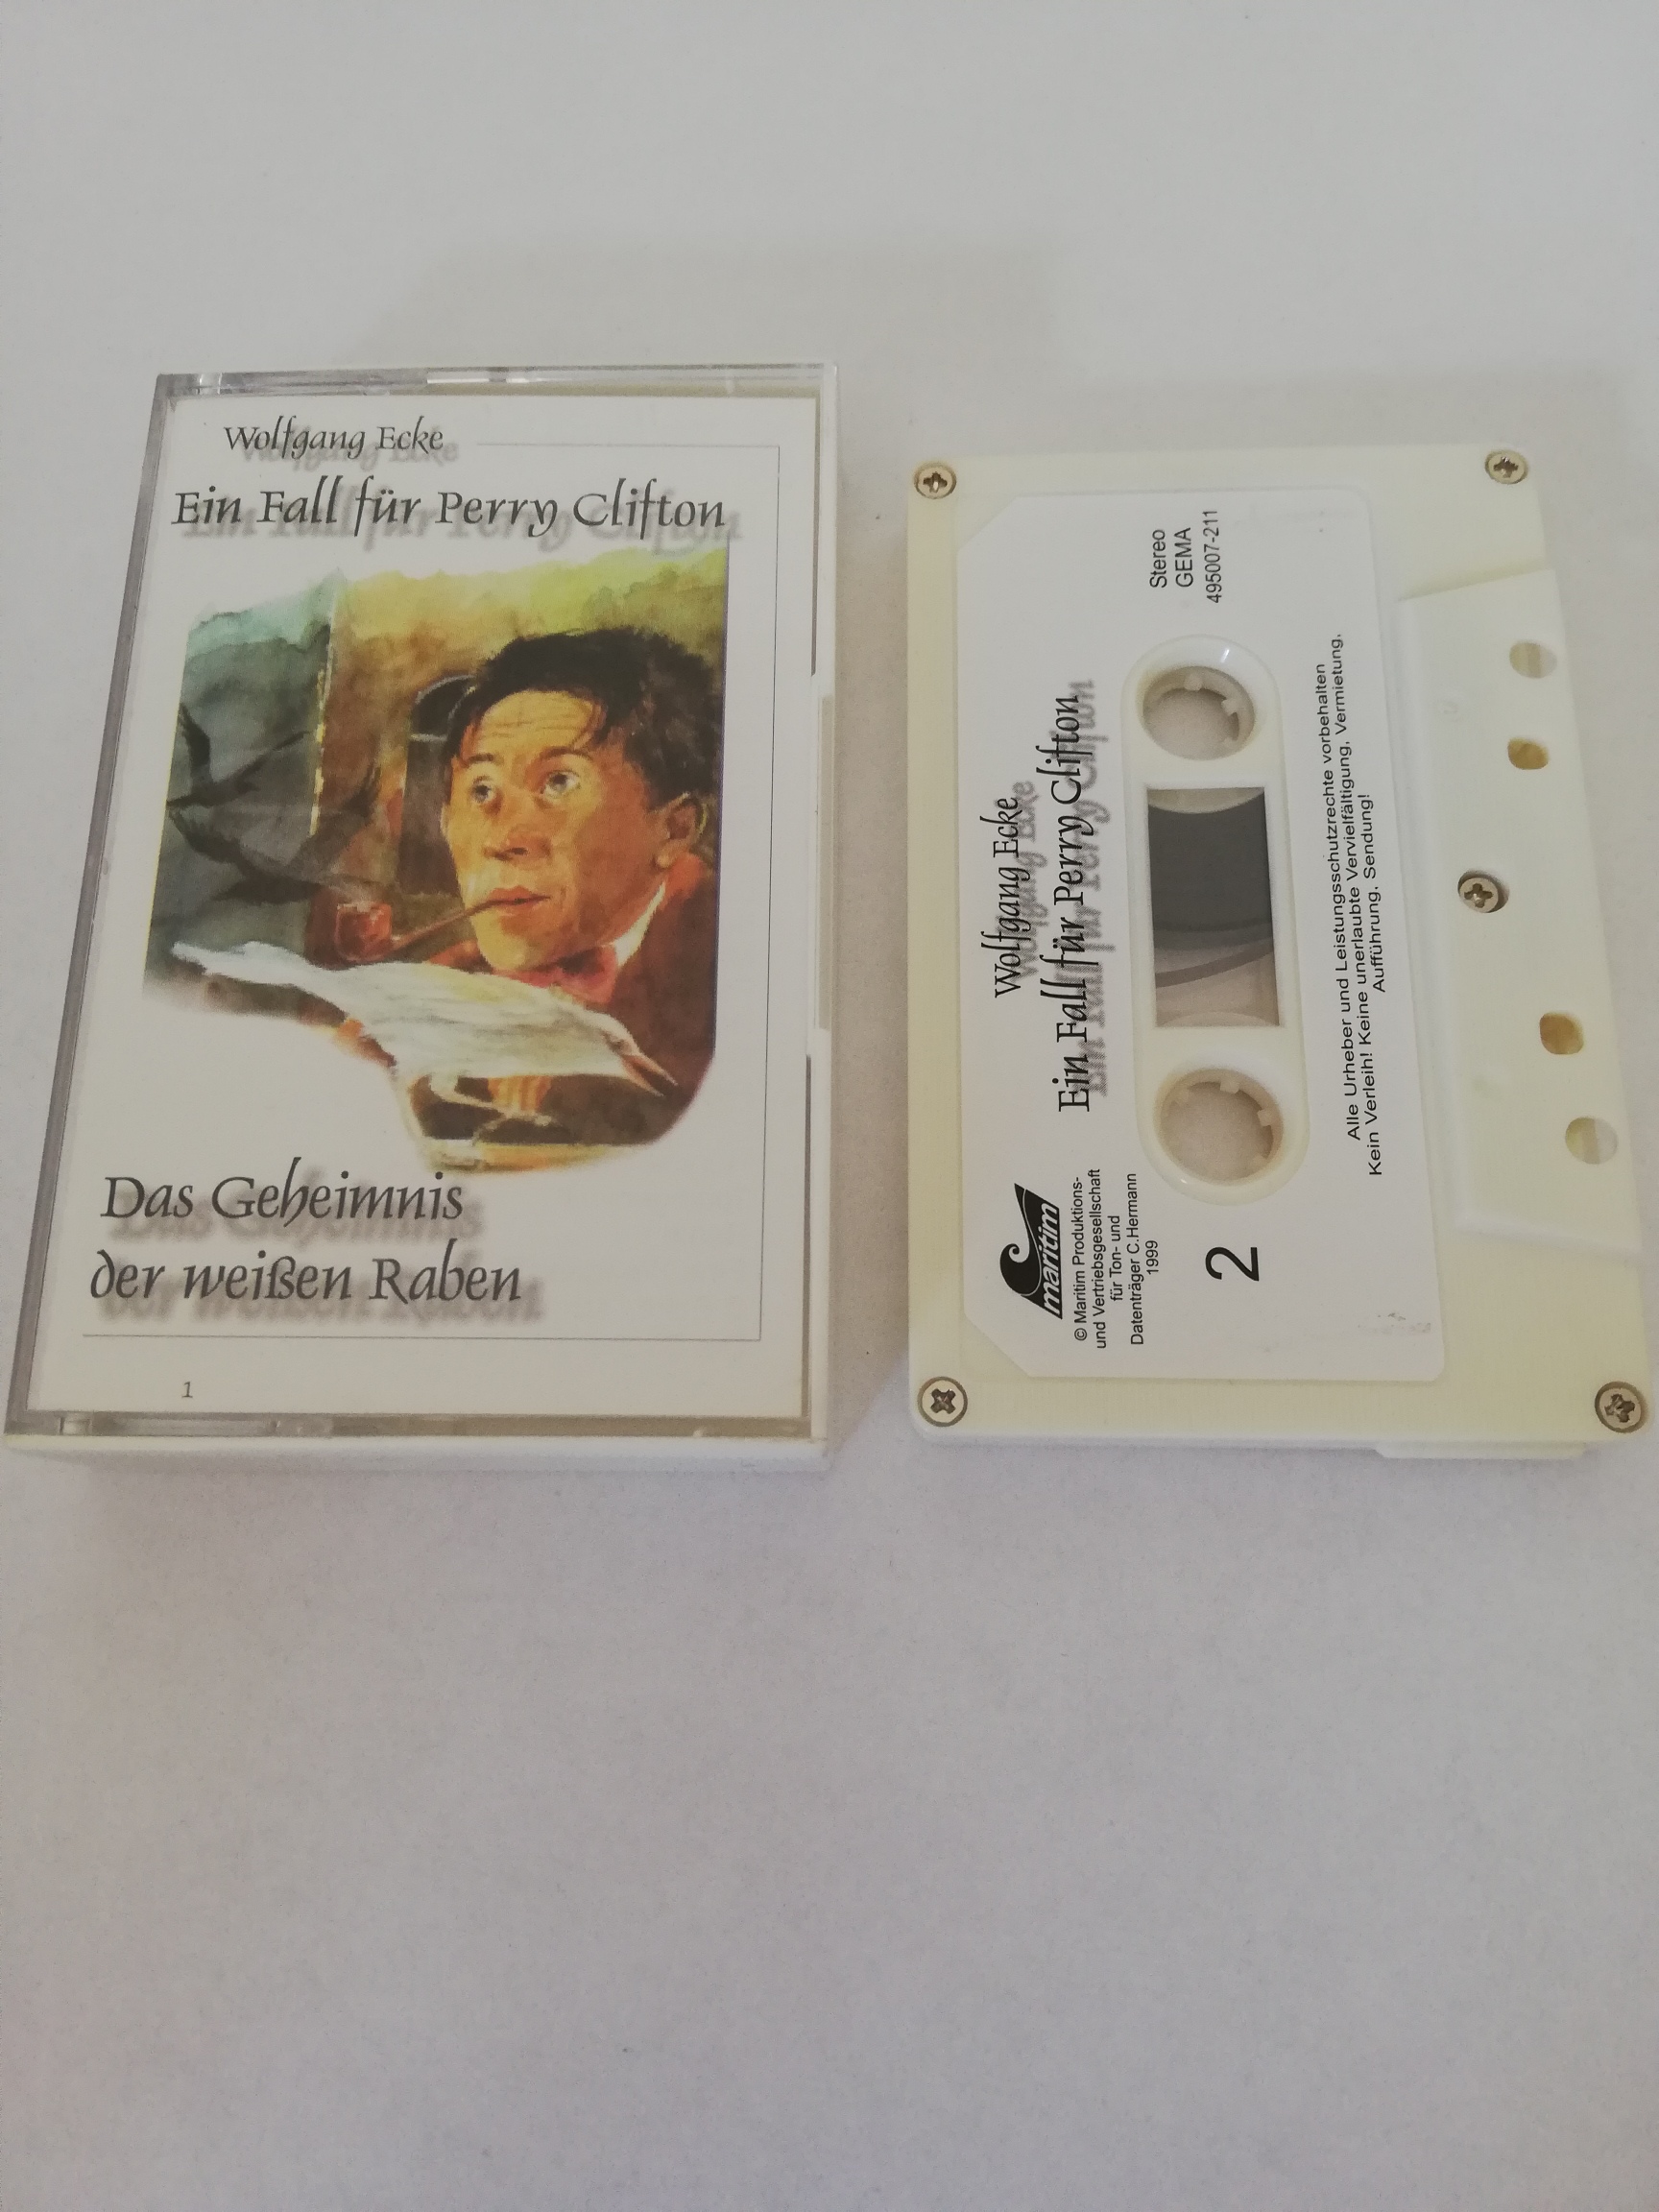 Wolfgang Ecke
Ein Fall für Perry Clifton
Das Geheimnis
der weißen Raben
1
Wolfgang Ecke
Ein Fall für Perry Clifton
maritim
© Maritim Produktions-
und Vertriebsgesellschaft
für Ton- und
Datenträger C.Hermann
1999
2
Stereo
GEMA
495007-211
Alle Urheber und Leistungsschutzrechte vorbehalten
Kein Verleih! Keine unerlaubte Vervielfältigung, Vermietung,
Aufführung, Sendung!